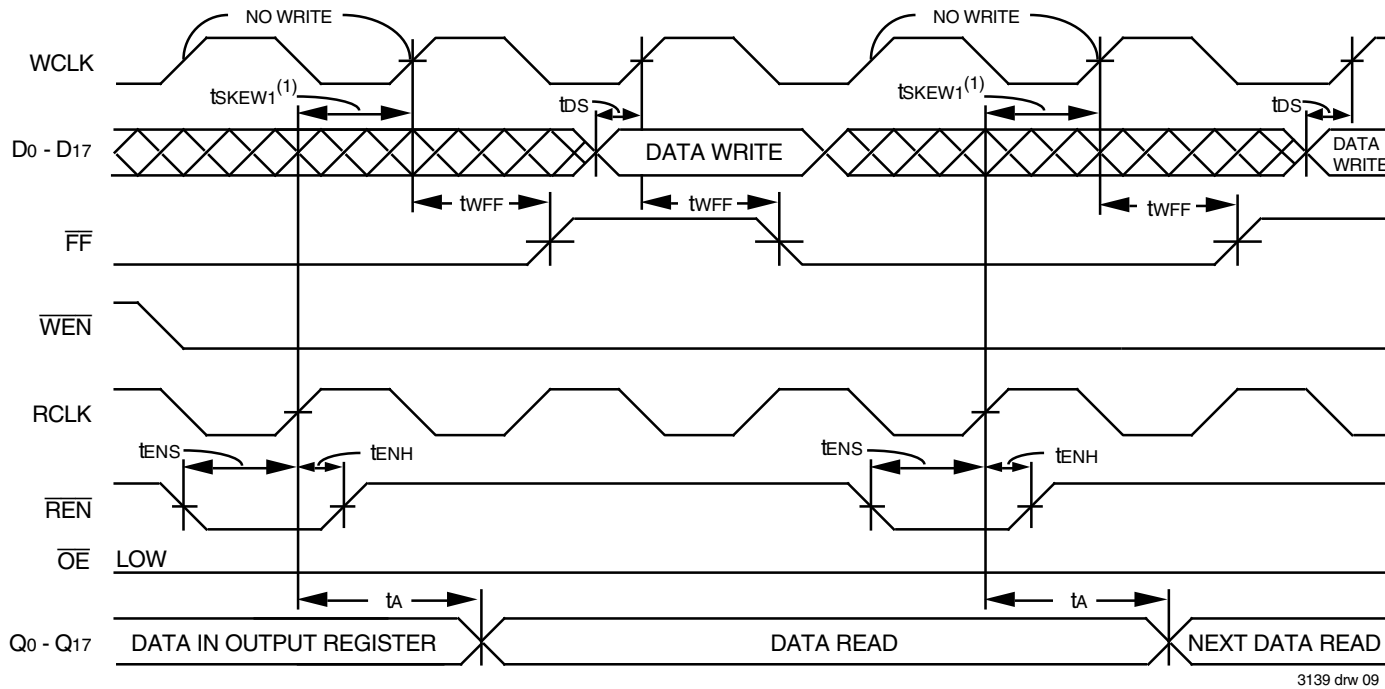 NO WRITE
NO WRITE
WCLK
tSKEW1(1)
tDS
tSKEW1(1)
tDS
D0 - D17
DATA WRITE
DATA
WRITE
tWFF
tWFF
tWFF
FF
WEN
RCLK
tENS
tENH
tENS
tENH
REN
OE
LOW
tA
tA
Q0 - Q17
DATA IN OUTPUT REGISTER
DATA READ
NEXT DATA READ
3139 drw 09